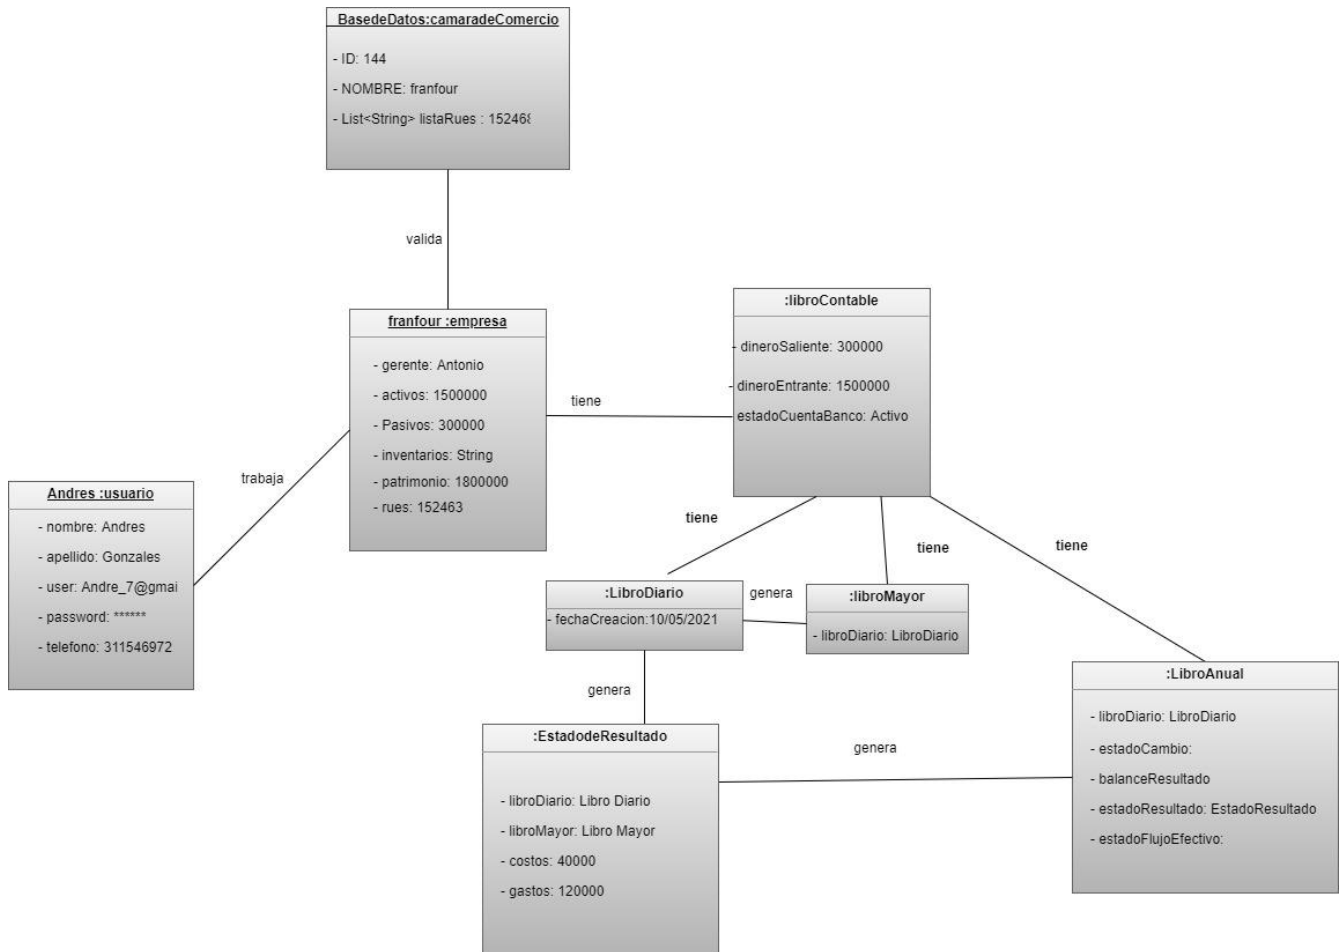 BasedeDatos:camaradeComercio
- ID: 144
- NOMBRE: franfour
- List<String> listaRues : 152468
valida
franfour :empresa
- gerente: Antonio
- activos: 1500000
- Pasivos: 300000
- inventarios: String
- patrimonio: 1800000
- rues: 152463
tiene
:libroContable
- dineroSaliente: 300000
- dineroEntrante: 1500000
estadoCuentaBanco: Activo
trabaja
Andres :usuario
- nombre: Andres
- apellido: Gonzales
- user: Andre_7@gmai
- password: ******
- telefono: 311546972
tiene
tiene
tiene
:LibroDiario
- fechaCreacion:10/05/2021
genera
:libroMayor
- libroDiario: LibroDiario
genera
:EstadodeResultado
- libroDiario: Libro Diario
- libroMayor: Libro Mayor
- costos: 40000
- gastos: 120000
genera
:LibroAnual
- libroDiario: LibroDiario
- estadoCambio:
- balanceResultado
- estadoResultado: EstadoResultado
- estadoFlujoEfectivo: